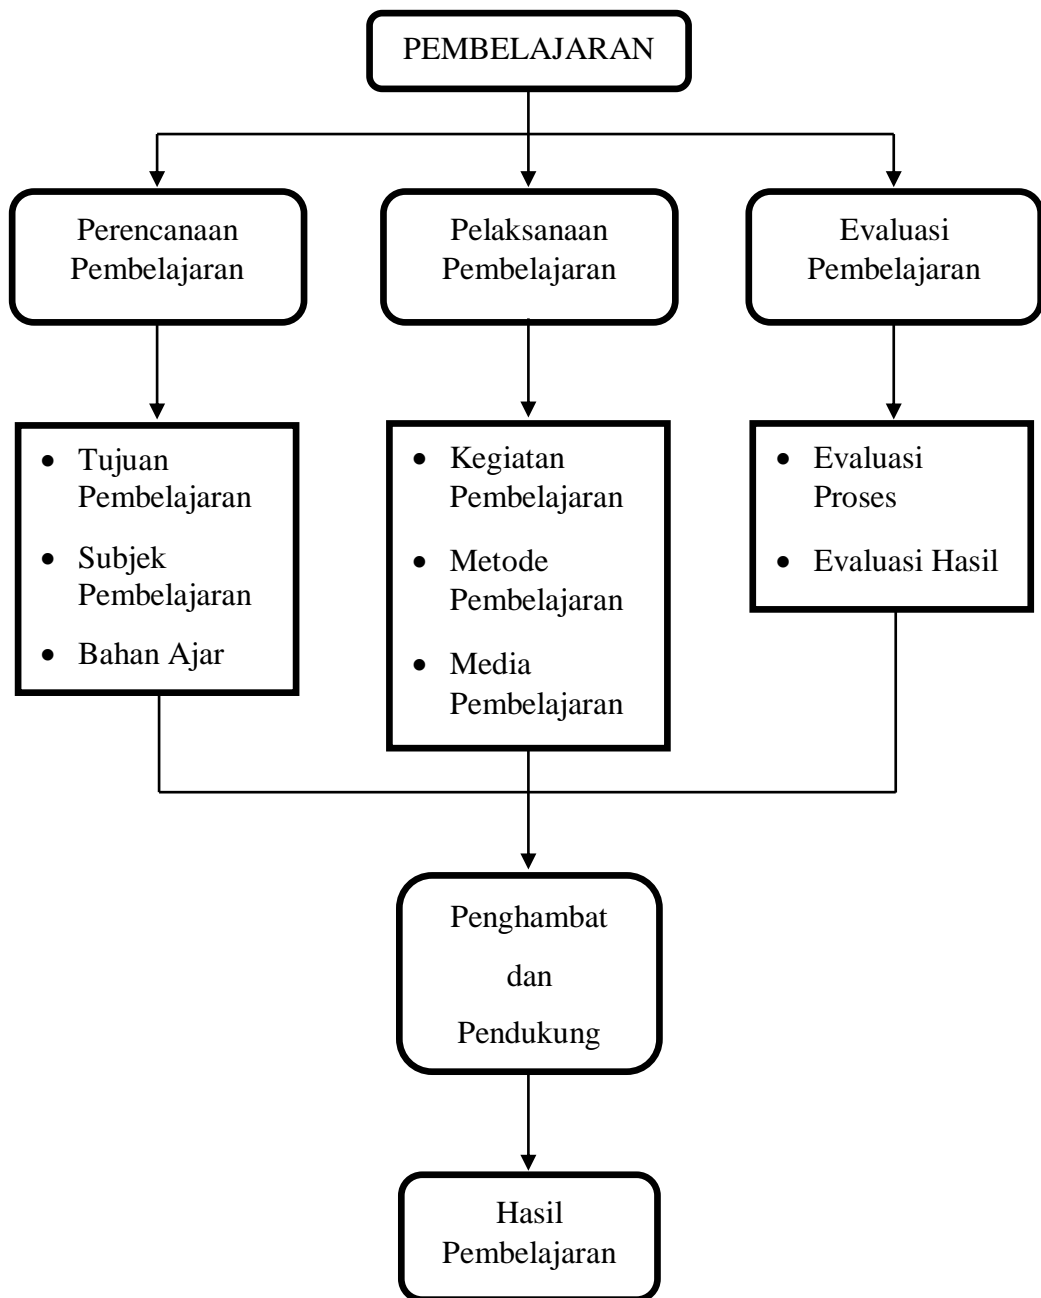 PEMBELAJARAN
Perencanaan
Pembelajaran
Pelaksanaan
Pembelajaran
Evaluasi
Pembelajaran
• Tujuan
Pembelajaran
• Subjek
Pembelajaran
• Bahan Ajar
• Kegiatan
Pembelajaran
• Metode
Pembelajaran
• Media
Pembelajaran
• Evaluasi
Proses
• Evaluasi Hasil
Penghambat
dan
Pendukung
Hasil
Pembelajaran